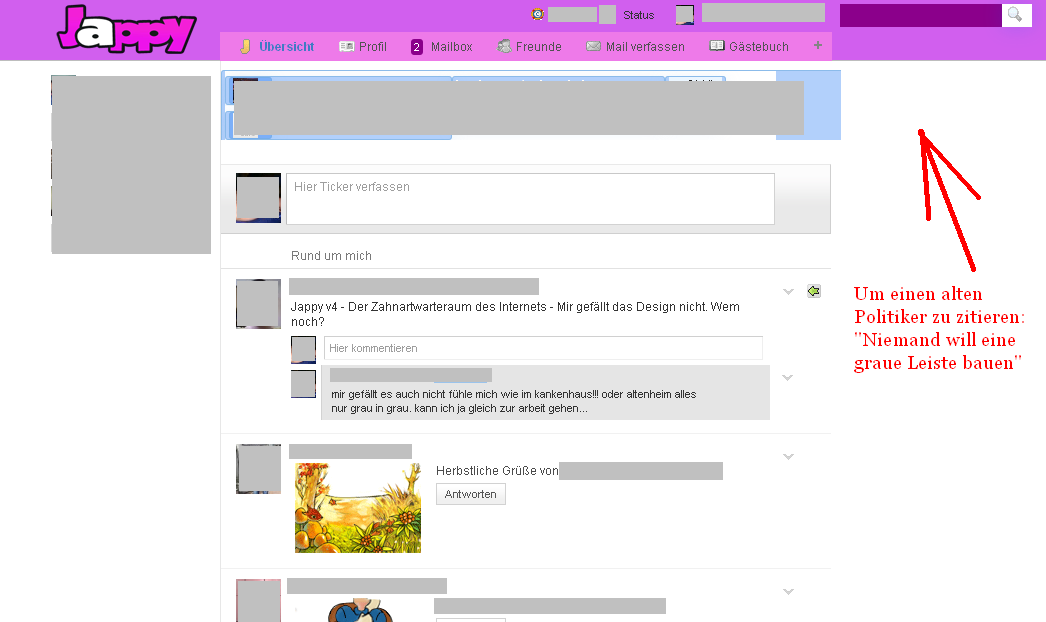 Jappy
Status
Übersicht
Profil
2 Mailbox
Freunde
Mail verfassen
Gästebuch
+
Hier Ticker verfassen
Rund um mich
Jappy v4 - Der Zahnartwarteraum des Internets - Mir gefällt das Design nicht. Wem
noch?
Hier kommentieren
mir gefällt es auch nicht fühle mich wie im kankenhaus!!! oder altenheim alles
nur grau in grau. kann ich ja gleich zur arbeit gehen...
Herbstliche Grüße von
Antworten
Um einen alten
Politiker zu zitieren:
"Niemand will eine
graue Leiste bauen"